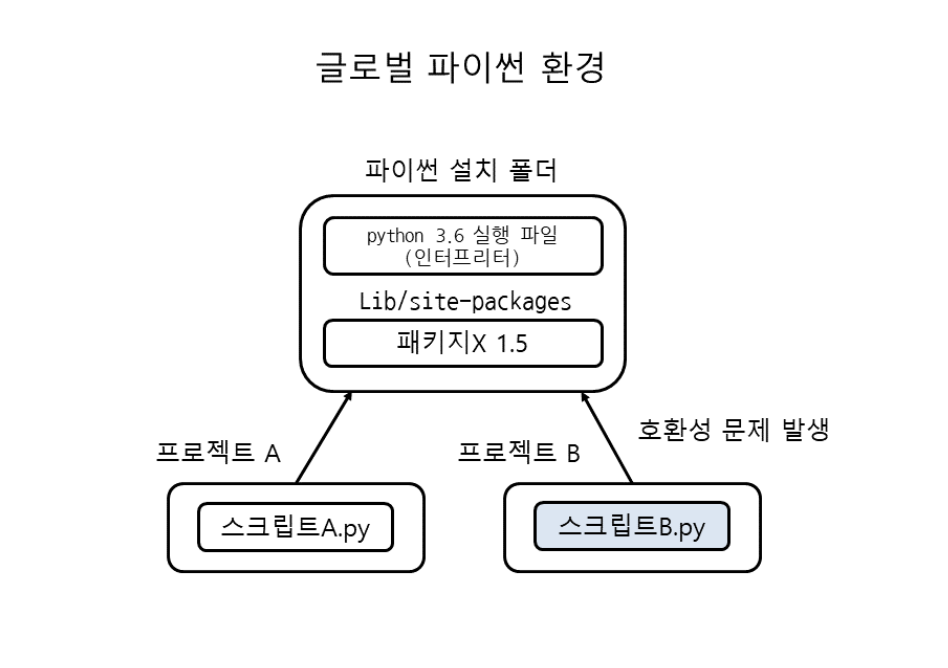 글로벌 파이썬 환경
파이썬 설치 폴더
python 3.6 실행 파일
(인터프리터)
Lib/site-packages
패키지X 1.5
호환성 문제 발생
프로젝트 A
프로젝트 B
스크립트A.py
스크립트B.py